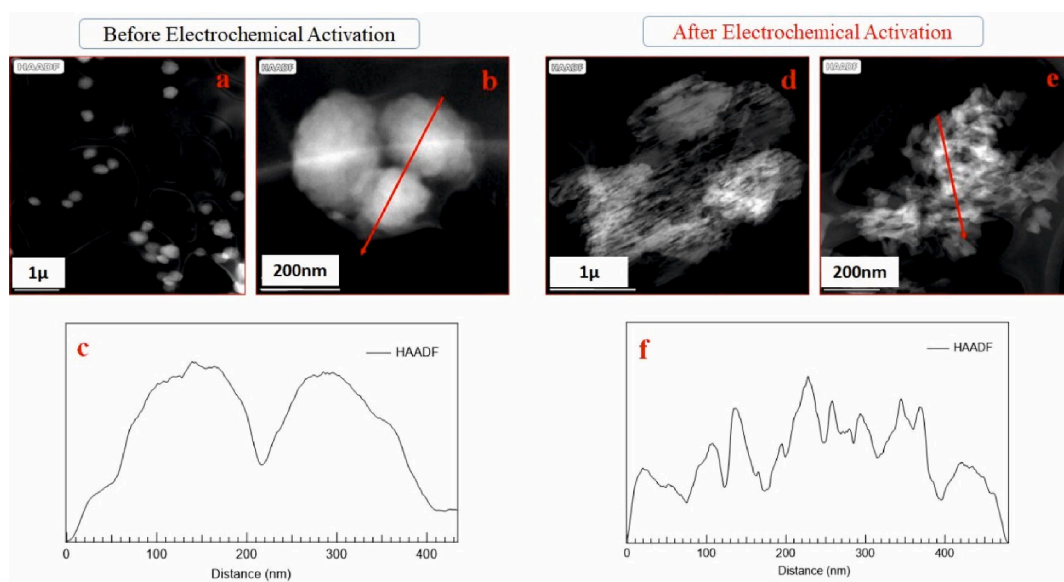 Before Electrochemical Activation
After Electrochemical Activation
HAADF
a
1μ
HAADF
b
200nm
HAADF
d
1μ
HAADF
e
200nm
c
HAADF
0
100
200
300
400
Distance (nm)
f
HAADF
0
100
200
300
400
Distance (nm)